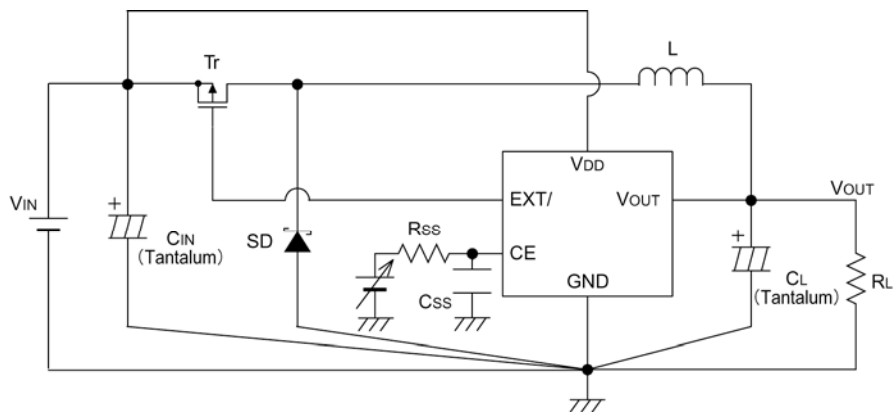 Tr
L
VDD
VIN
+
CIN
(Tantalum)
SD
EXT/
VOUT
VOUT
RSS
CE
CSS
GND
+
CL
(Tantalum)
RL